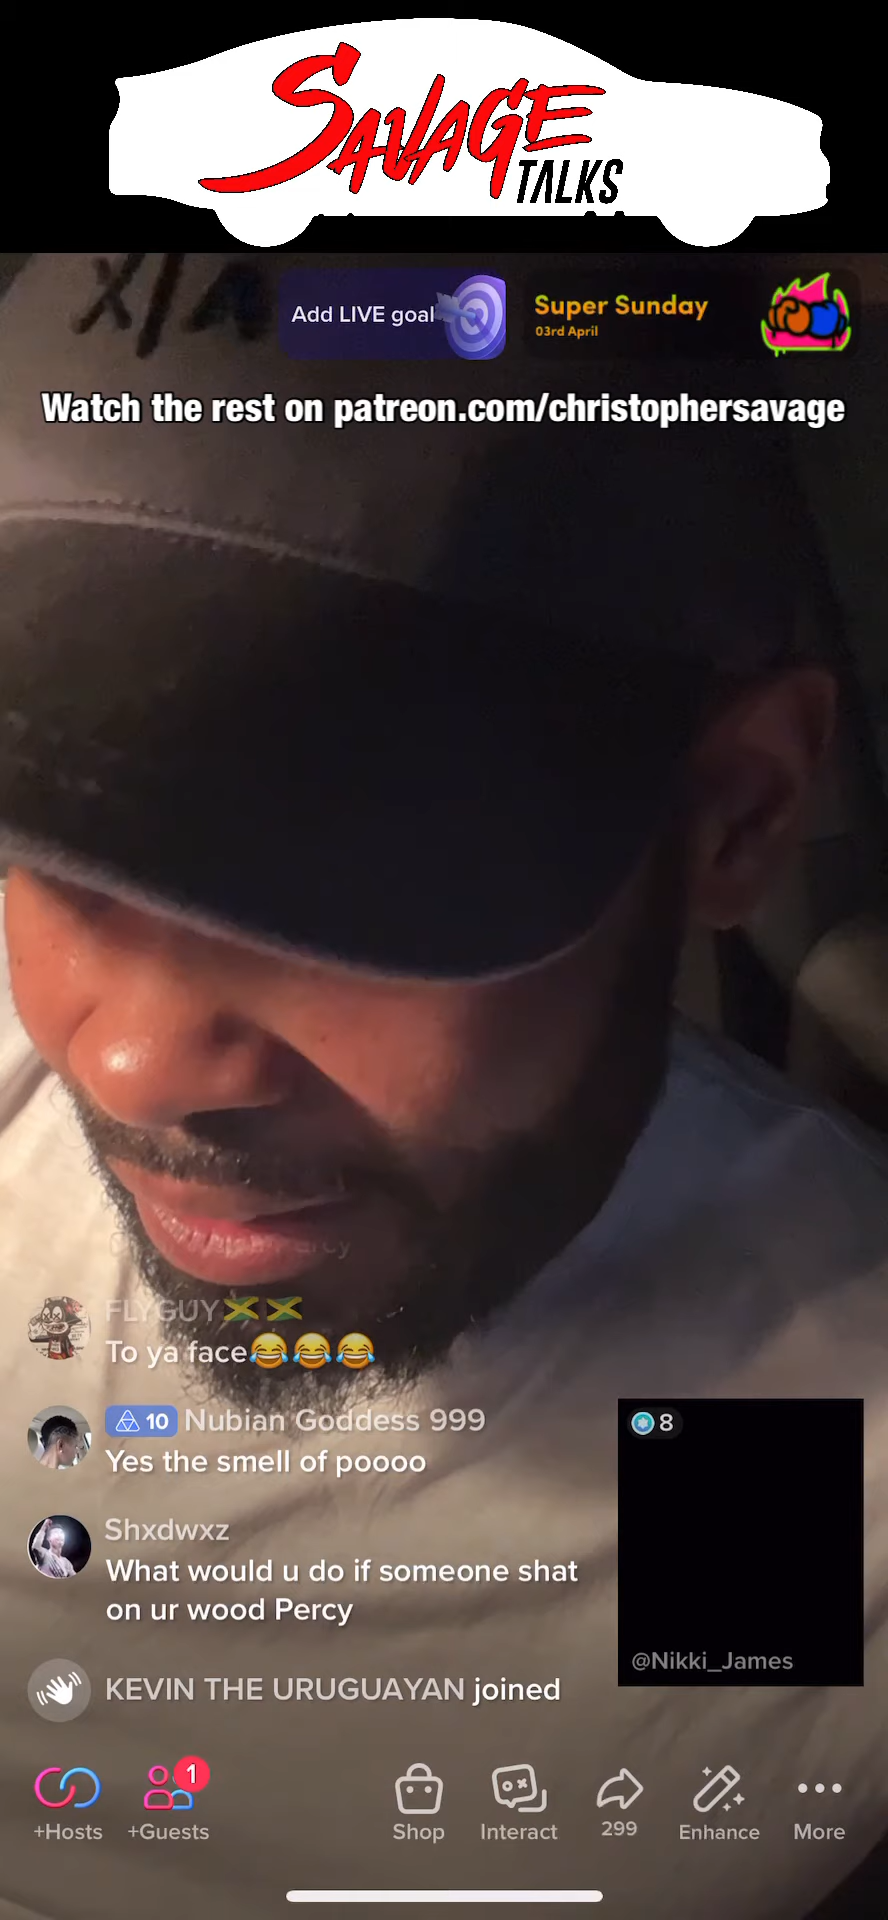 SAVAGE
TALKS
X/A
Add LIVE goal
Super Sunday
03rd April
Watch the rest on patreon.com/christophersavage
FLYGUY🇯🇲🇯🇲
To ya face😂😂😂
10 Nubian Goddess 999
Yes the smell of poooo
8
Shxdwxz
What would u do if someone shat
on ur wood Percy
@Nikki_James
KEVIN THE URUGUAYAN joined
1
+Hosts
+Guests
Shop
Interact
299
Enhance
More